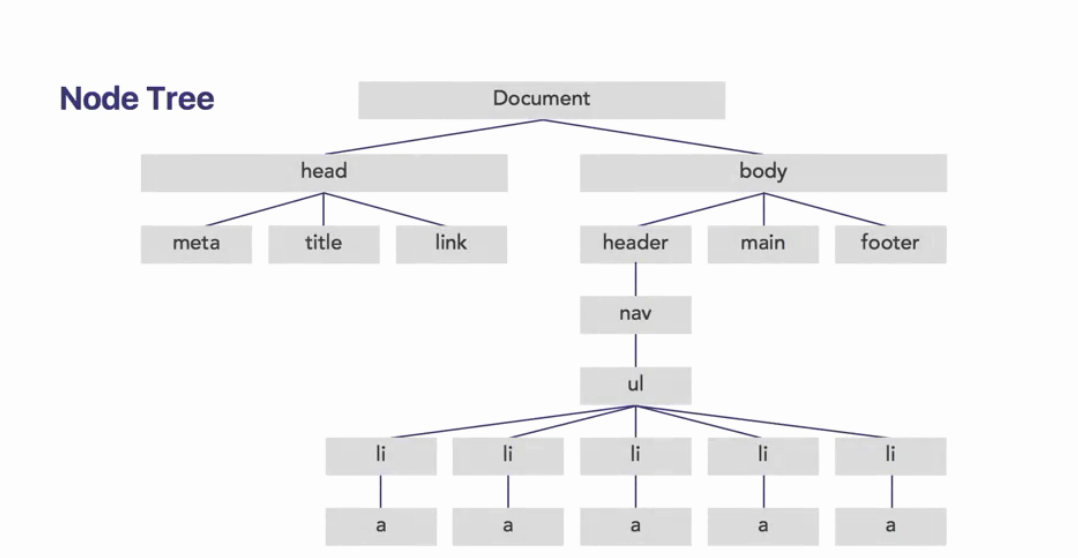 Node Tree
Document
head
body
meta
title
link
header
main
footer
nav
ul
li
li
li
li
li
a
a
a
a
a